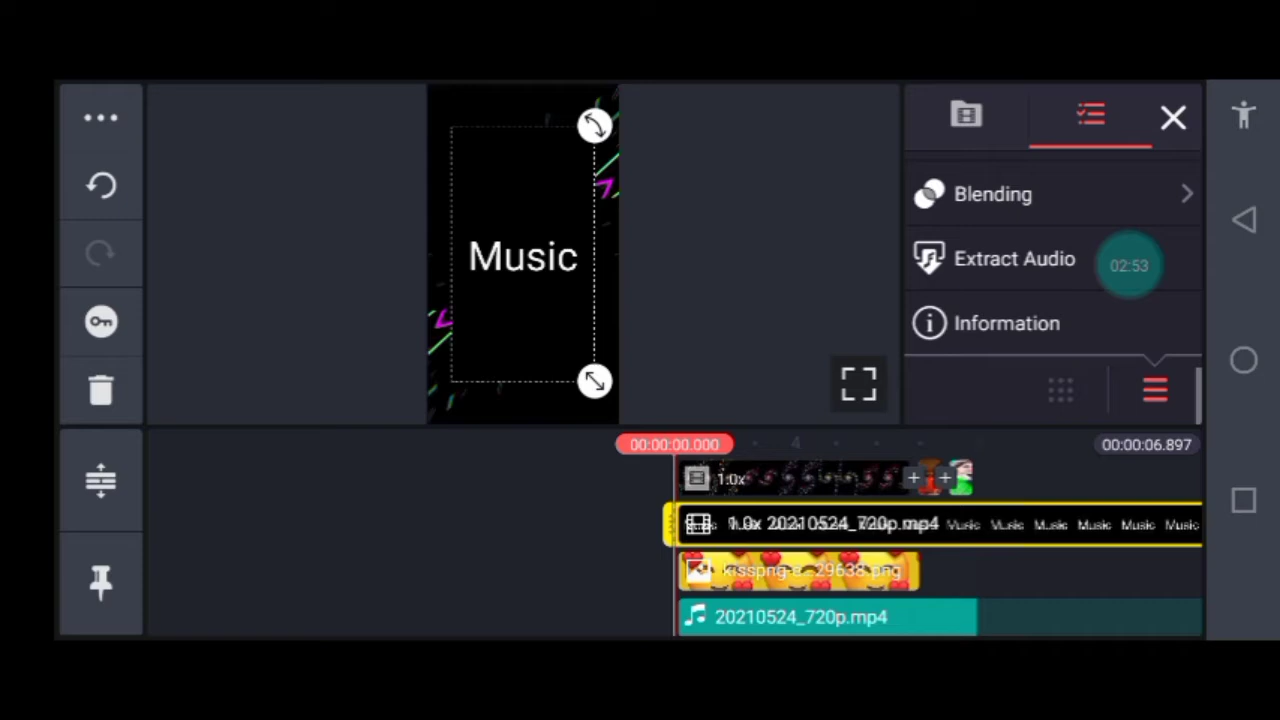 Music
Blending
Extract Audio
02:53
Information
00:00:00.000
4
00:00:06.897
1.0x
1.0x 20210524_720p.mp4
Music Music Music Music Music Music
kisspng-e...29638.png
20210524_720p.mp4